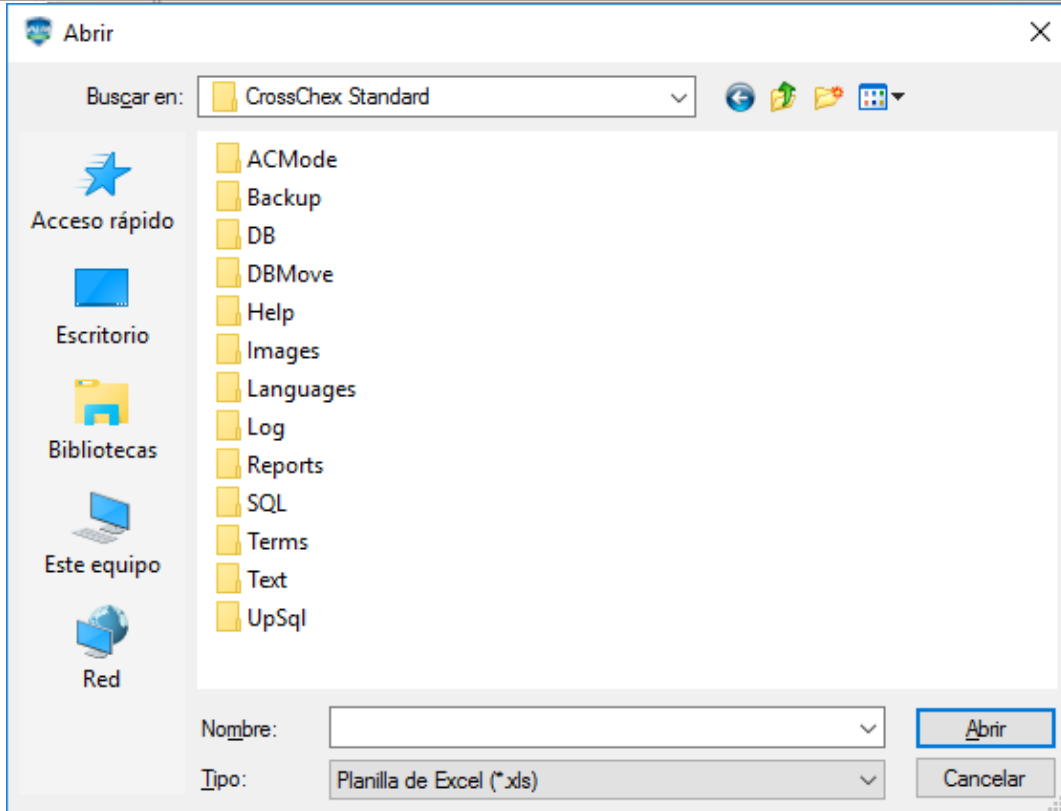 Abrir
Buscar en:
CrossChex Standard
Acceso rápido
Escritorio
Bibliotecas
Este equipo
Red
ACMode
Backup
DB
DBMove
Help
Images
Languages
Log
Reports
SQL
Terms
Text
UpSql
Nombre:
Abrir
Tipo:
Planilla de Excel (*.xls)
Cancelar